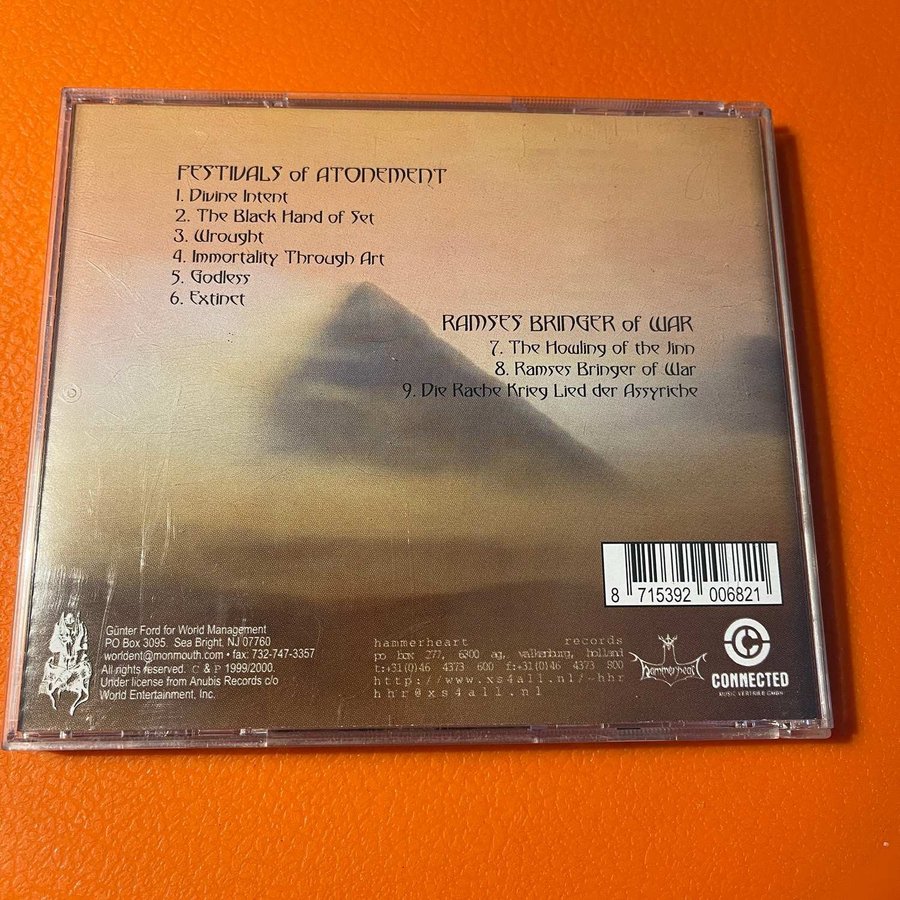 FESTIVALS of ATONEMENT
1. Divine Intent
2. The Black Hand of Set
3. Wrought
4. Immortality Through Art
5. Godless
6. Extinct
RAMSES BRINGER of WAR
7. The Howling of the Jinn
8. Ramses Bringer of War
9. Die Rache Krieg Lied der Assyriche
8 715392 006821
Günter Ford for World Management
PO Box 3095. Sea Bright. NJ 07760
worldent@monmouth.com • fax: 732-747-3357
All rights reserved. C & P 1999/2000.
Under license from Anubis Records c/o
World Entertainment, Inc.
hammerheart records
po box 277, 6300 ag, valkenburg, holland
t:+31(0)46 4373 600 f:+31(0)46 4373 800
http://www.xs4all.nl/~hhr
hhr@xs4all.nl
Hammerheart
CONNECTED
MUSIC VERTRIEB GMBH